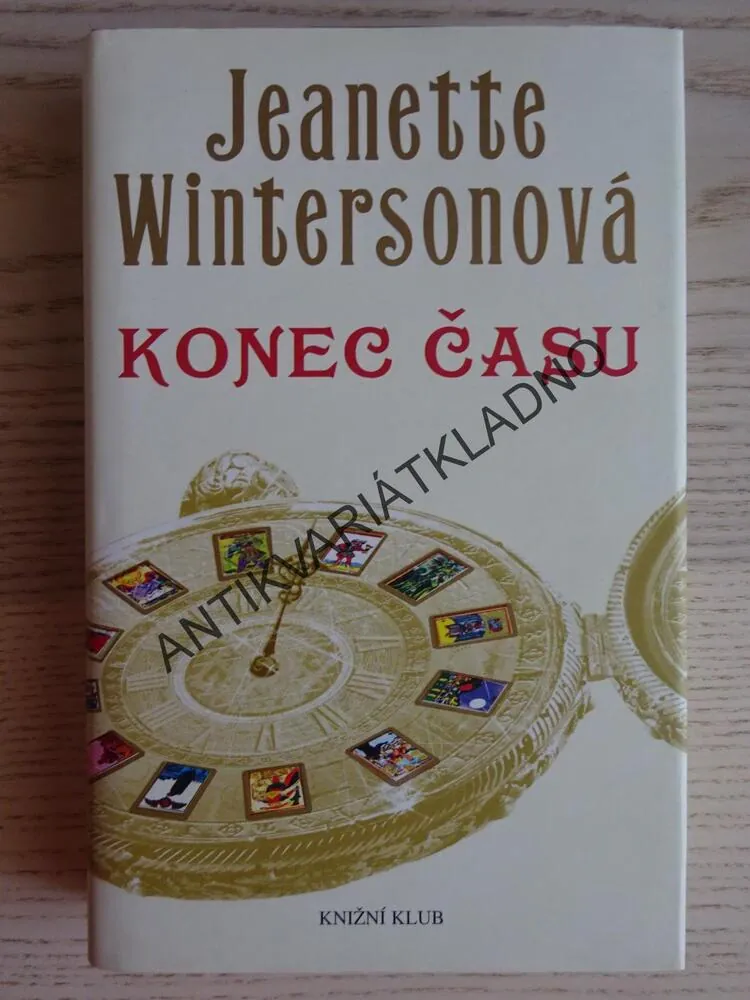 Jeanette
Wintersonová
KONEC ČASU
ANTIKVARIÁTKLADNO
KNIŽNÍ KLUB